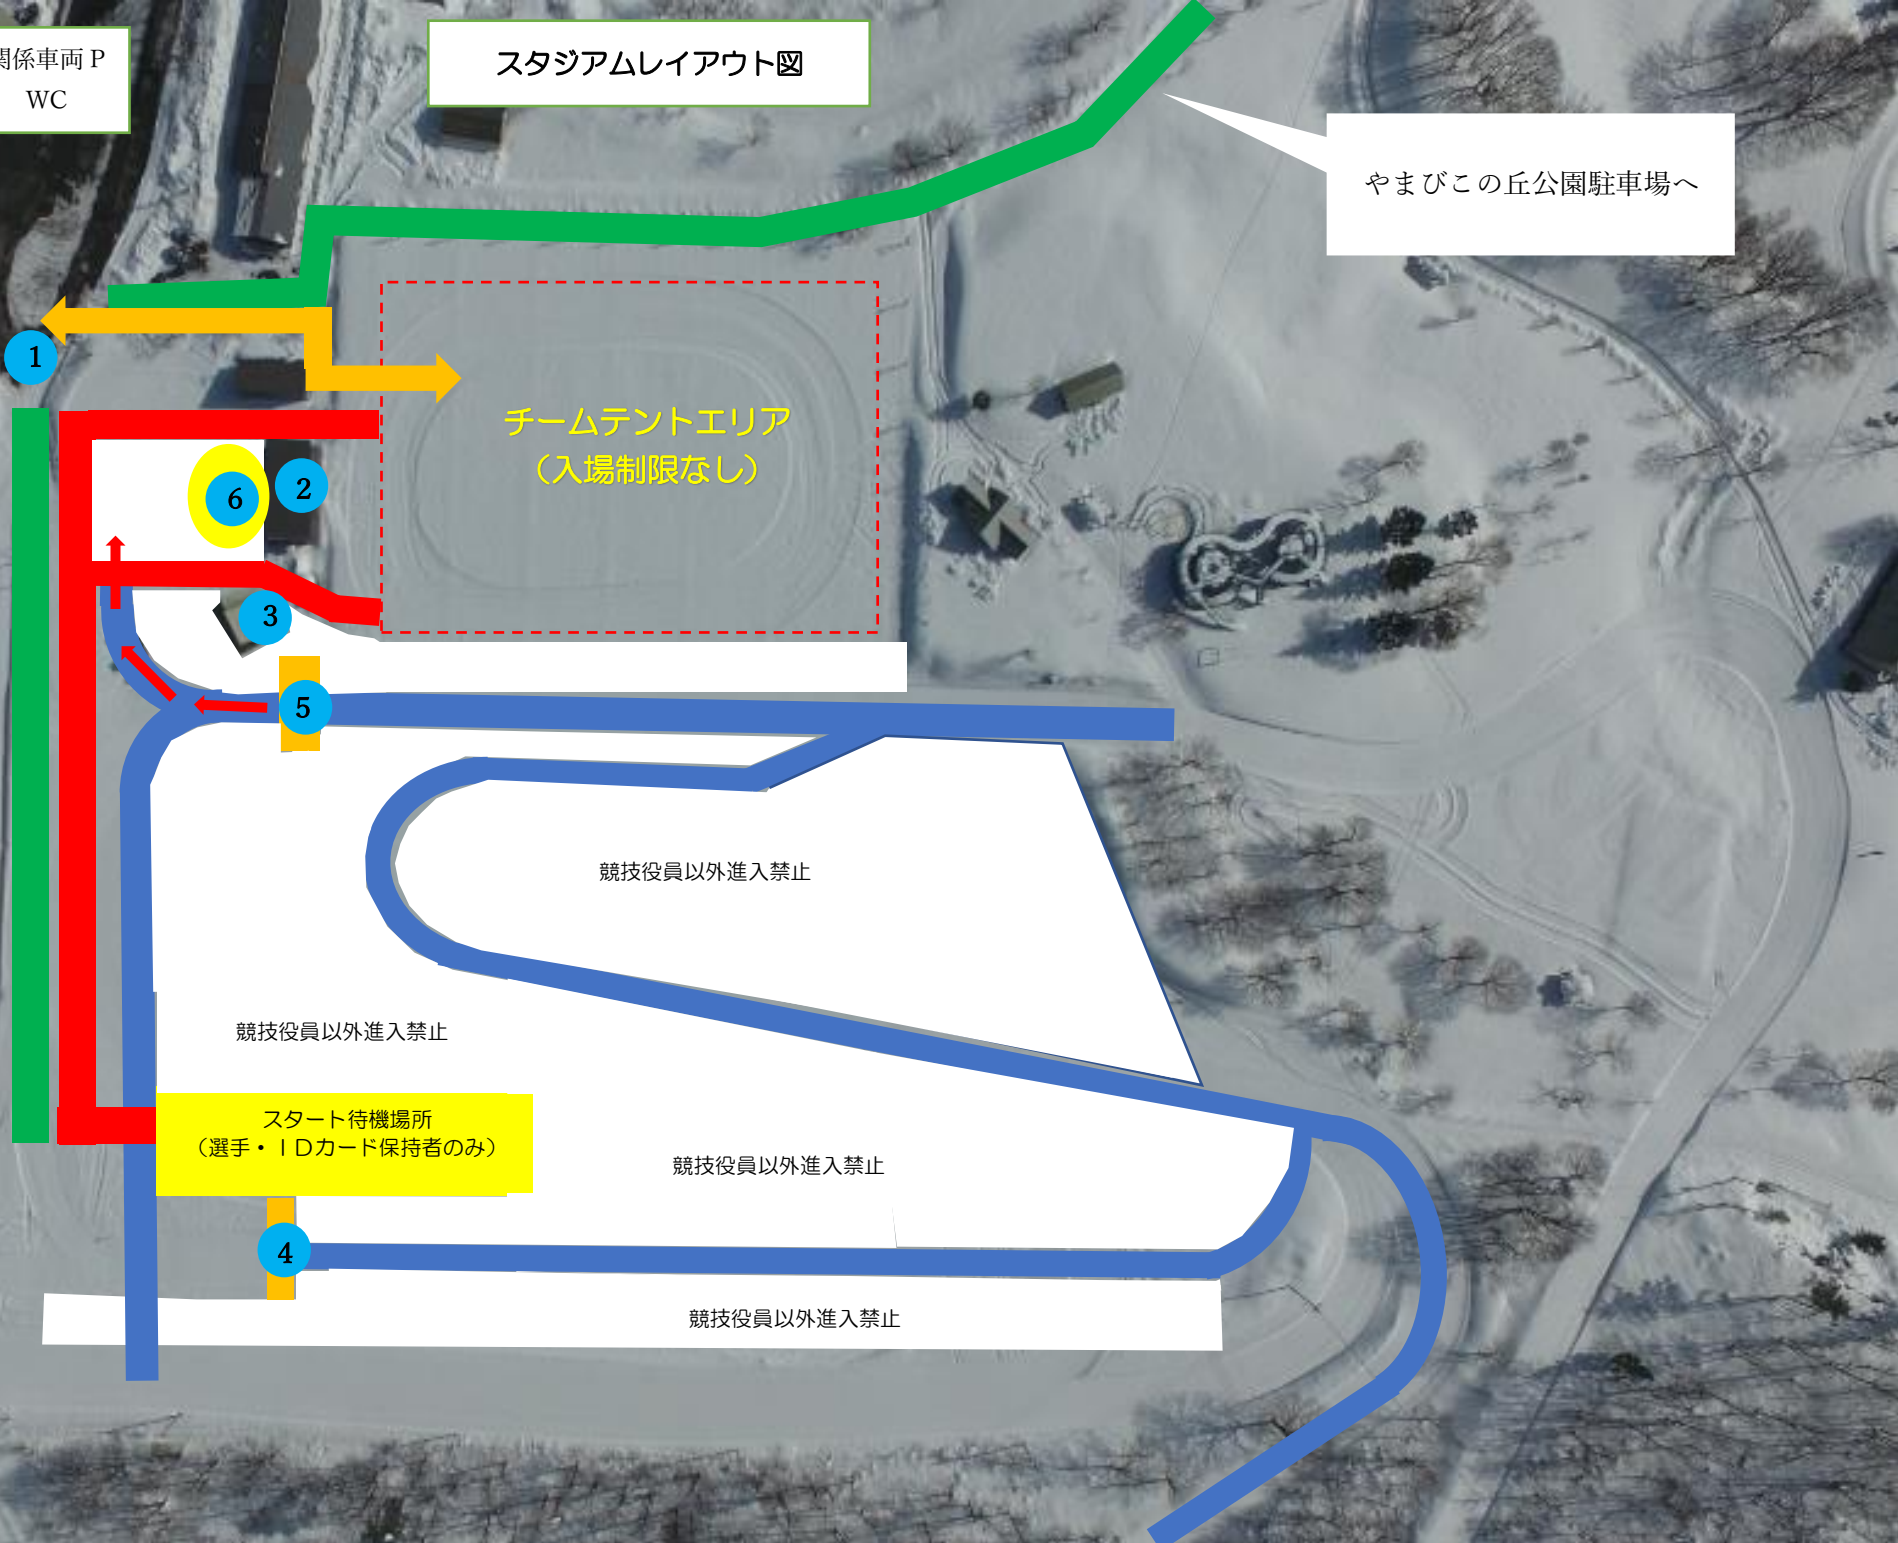 関係車両 P
WC
スタジアムレイアウト図
やまびこの丘公園駐車場へ
1
チームテントエリア
（入場制限なし）
6
2
3
5
競技役員以外進入禁止
競技役員以外進入禁止
スタート待機場所
（選手・ＩＤカード保持者のみ）
競技役員以外進入禁止
4
競技役員以外進入禁止